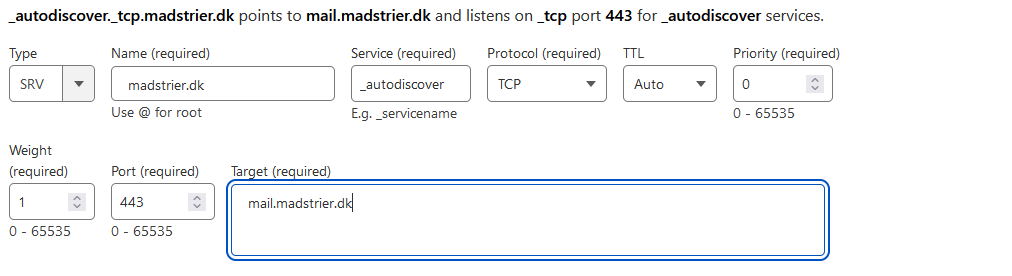 _autodiscover._tcp.madstrier.dk points to mail.madstrier.dk and listens on _tcp port 443 for _autodiscover services.
Type Name (required) Service (required) Protocol (required) TTL Priority (required)
SRV madstrier.dk _autodiscover TCP Auto 0
Use @ for root E.g. _servicename 0 - 65535
Weight
(required) Port (required) Target (required)
1 443 mail.madstrier.dk
0 - 65535 0 - 65535